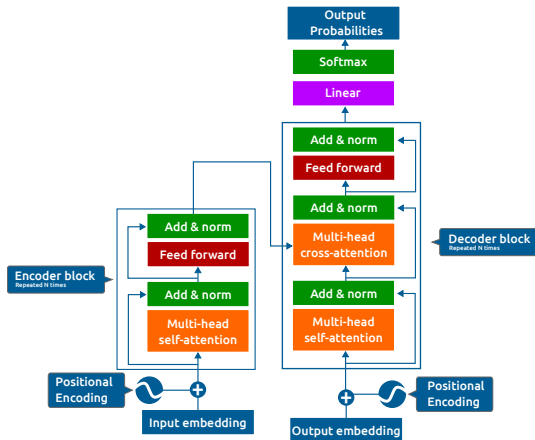 Output
Probabilities
Softmax
Linear
Add & norm
Feed forward
Add & norm
Multi-head
cross-attention
Add & norm
Multi-head
self-attention
Decoder block
Repeated N times
Add & norm
Feed forward
Add & norm
Multi-head
self-attention
Encoder block
Repeated N times
Positional
Encoding
Input embedding
Output embedding
Positional
Encoding